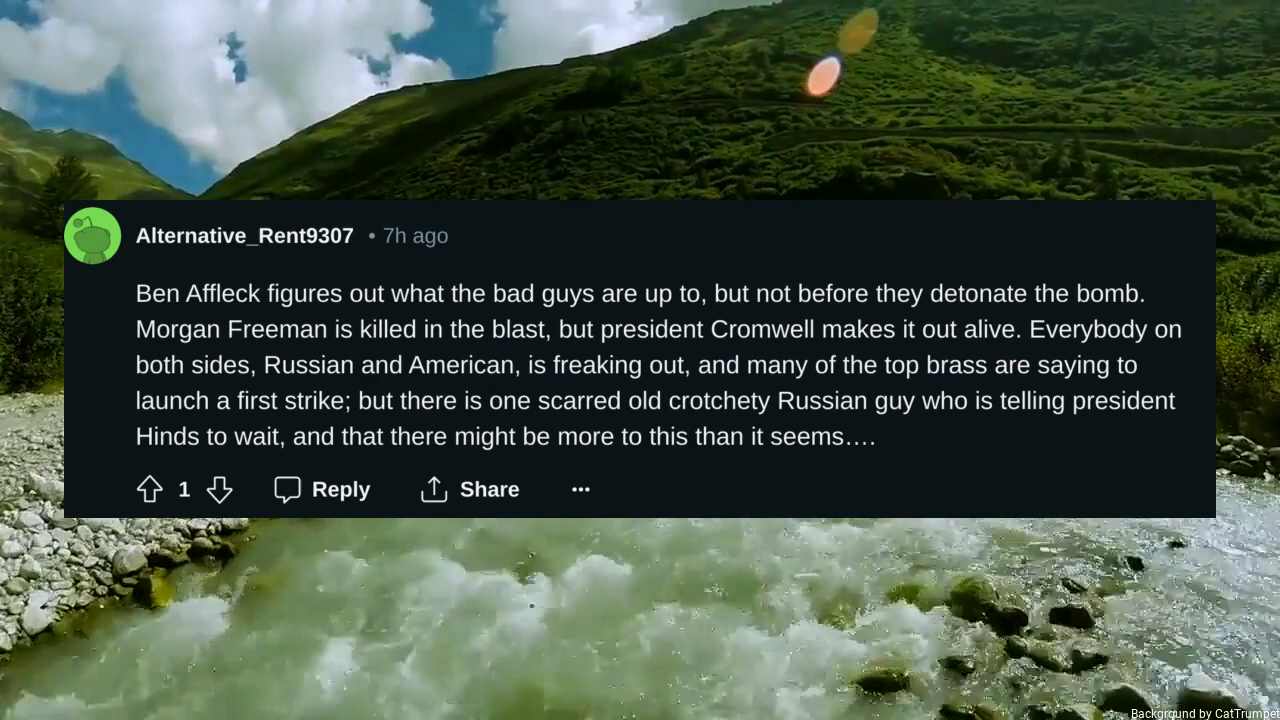 Alternative_Rent9307 • 7h ago
Ben Affleck figures out what the bad guys are up to, but not before they detonate the bomb.
Morgan Freeman is killed in the blast, but president Cromwell makes it out alive. Everybody on
both sides, Russian and American, is freaking out, and many of the top brass are saying to
launch a first strike; but there is one scarred old crotchety Russian guy who is telling president
Hinds to wait, and that there might be more to this than it seems….
1 Reply Share ...
Background by CatTrumpet